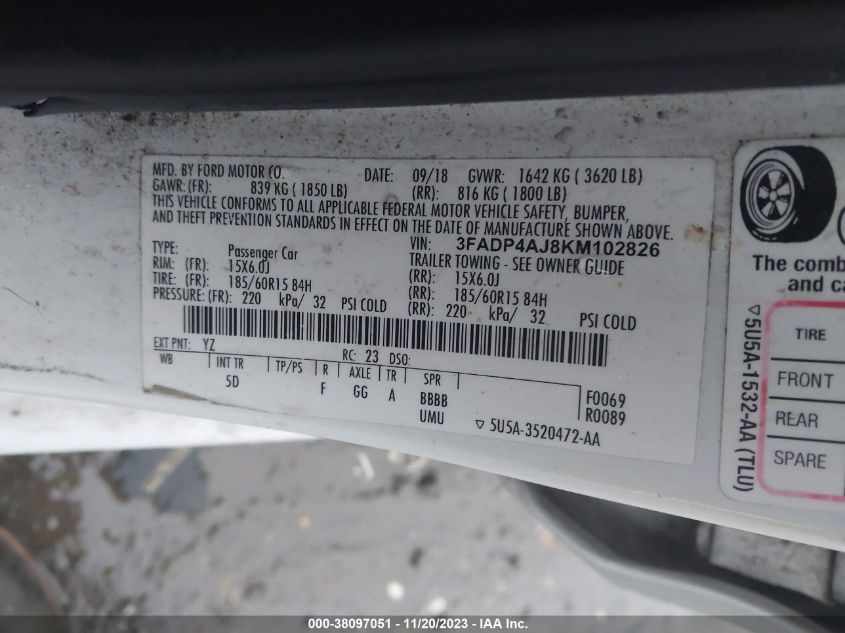 MFD. BY FORD MOTOR CO. DATE: 09/18 GVWR: 1642 KG ( 3620 LB)
GAWR:(FR): 839 KG ( 1850 LB) (RR): 816 KG ( 1800 LB)
THIS VEHICLE CONFORMS TO ALL APPLICABLE FEDERAL MOTOR VEHICLE SAFETY, BUMPER,
AND THEFT PREVENTION STANDARDS IN EFFECT ON THE DATE OF MANUFACTURE SHOWN ABOVE.
VIN: 3FADP4AJ8KM102826
TYPE: Passenger Car TRAILER TOWING - SEE OWNER GUIDE
RIM: (FR): 15X6.0J (RR): 15X6.0J
TIRE: (FR): 185/60R15 84H (RR): 185/60R15 84H
PRESSURE: (FR): 220 kPa/ 32 PSI COLD (RR): 220 kPa/ 32 PSI COLD
EXT PNT: YZ RC: 23 DSO:
WB INT TR TP/PS R AXLE TR SPR
5D F GG A BBBB
UMU
F0069
R0089
▽ 5U5A-3520472-AA
The comb
and ca
TIRE
FRONT
REAR
SPARE
▽5U5A-1532-AA (TLU)
000-38097051 - 11/20/2023 - IAA Inc.